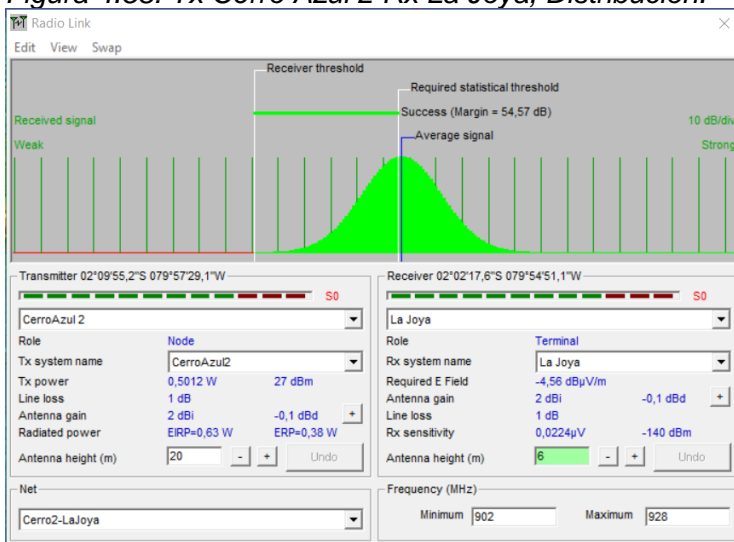 Figura 4.58. Tx Cerro Azul 2 Rx La Joya, Distribución.
Radio Link
Edit View Swap
Receiver threshold
Required statistical threshold
Received signal
Success (Margin = 54,57 dB)
10 dB/div
Average signal
Weak
Strong
Transmitter 02°09'55,2"S 079°57'29,1"W
S0
CerroAzul 2
Role Node
Tx system name CerroAzul2
Tx power 0,5012 W 27 dBm
Line loss 1 dB
Antenna gain 2 dBi -0,1 dBd +
Radiated power EIRP=0,63 W ERP=0,38 W
Antenna height (m) 20 - + Undo
Net
Cerro2-LaJoya
Receiver 02°02'17,6"S 079°54'51,1"W
S0
La Joya
Role Terminal
Rx system name La Joya
Required E Field -4,56 dBµV/m
Antenna gain 2 dBi -0,1 dBd +
Line loss 1 dB
Rx sensitivity 0,0224µV -140 dBm
Antenna height (m) 6 - + Undo
Frequency (MHz)
Minimum 902 Maximum 928